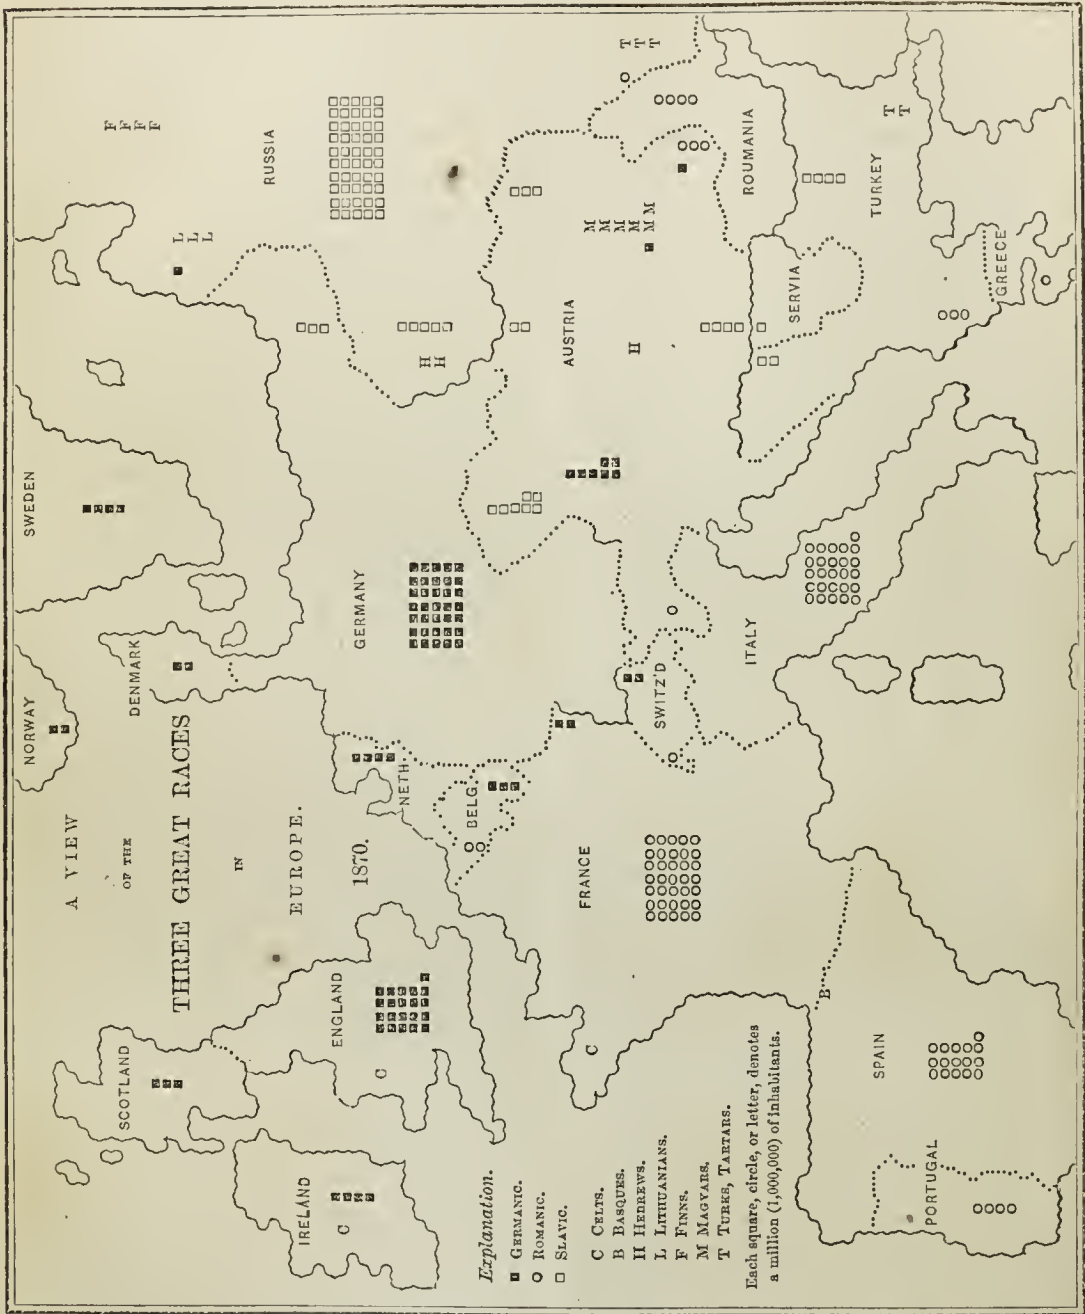 A VIEW
OF THE
THREE GREAT RACES
IN
EUROPE.
1870.
NORWAY
SWEDEN
DENMARK
SCOTLAND
IRELAND
C
ENGLAND
C
NETH.
BELG.
GERMANY
RUSSIA
F
F
F
F
L
L
L
H
H
FRANCE
C
SWITZ'D
AUSTRIA
H
M
M
M
M
M M
T
T
T
ITALY
SERVIA
ROUMANIA
TURKEY
T
T
GREECE
B
SPAIN
PORTUGAL
Explanation.
GERMANIC.
ROMANIC.
SLAVIC.
C CELTS.
B BASQUES.
H HEBREWS.
L LITHUANIANS.
F FINNS.
M MAGYARS.
T TURKS, TARTARS.
Each square, circle, or letter, denotes
a million (1,000,000) of inhabitants.